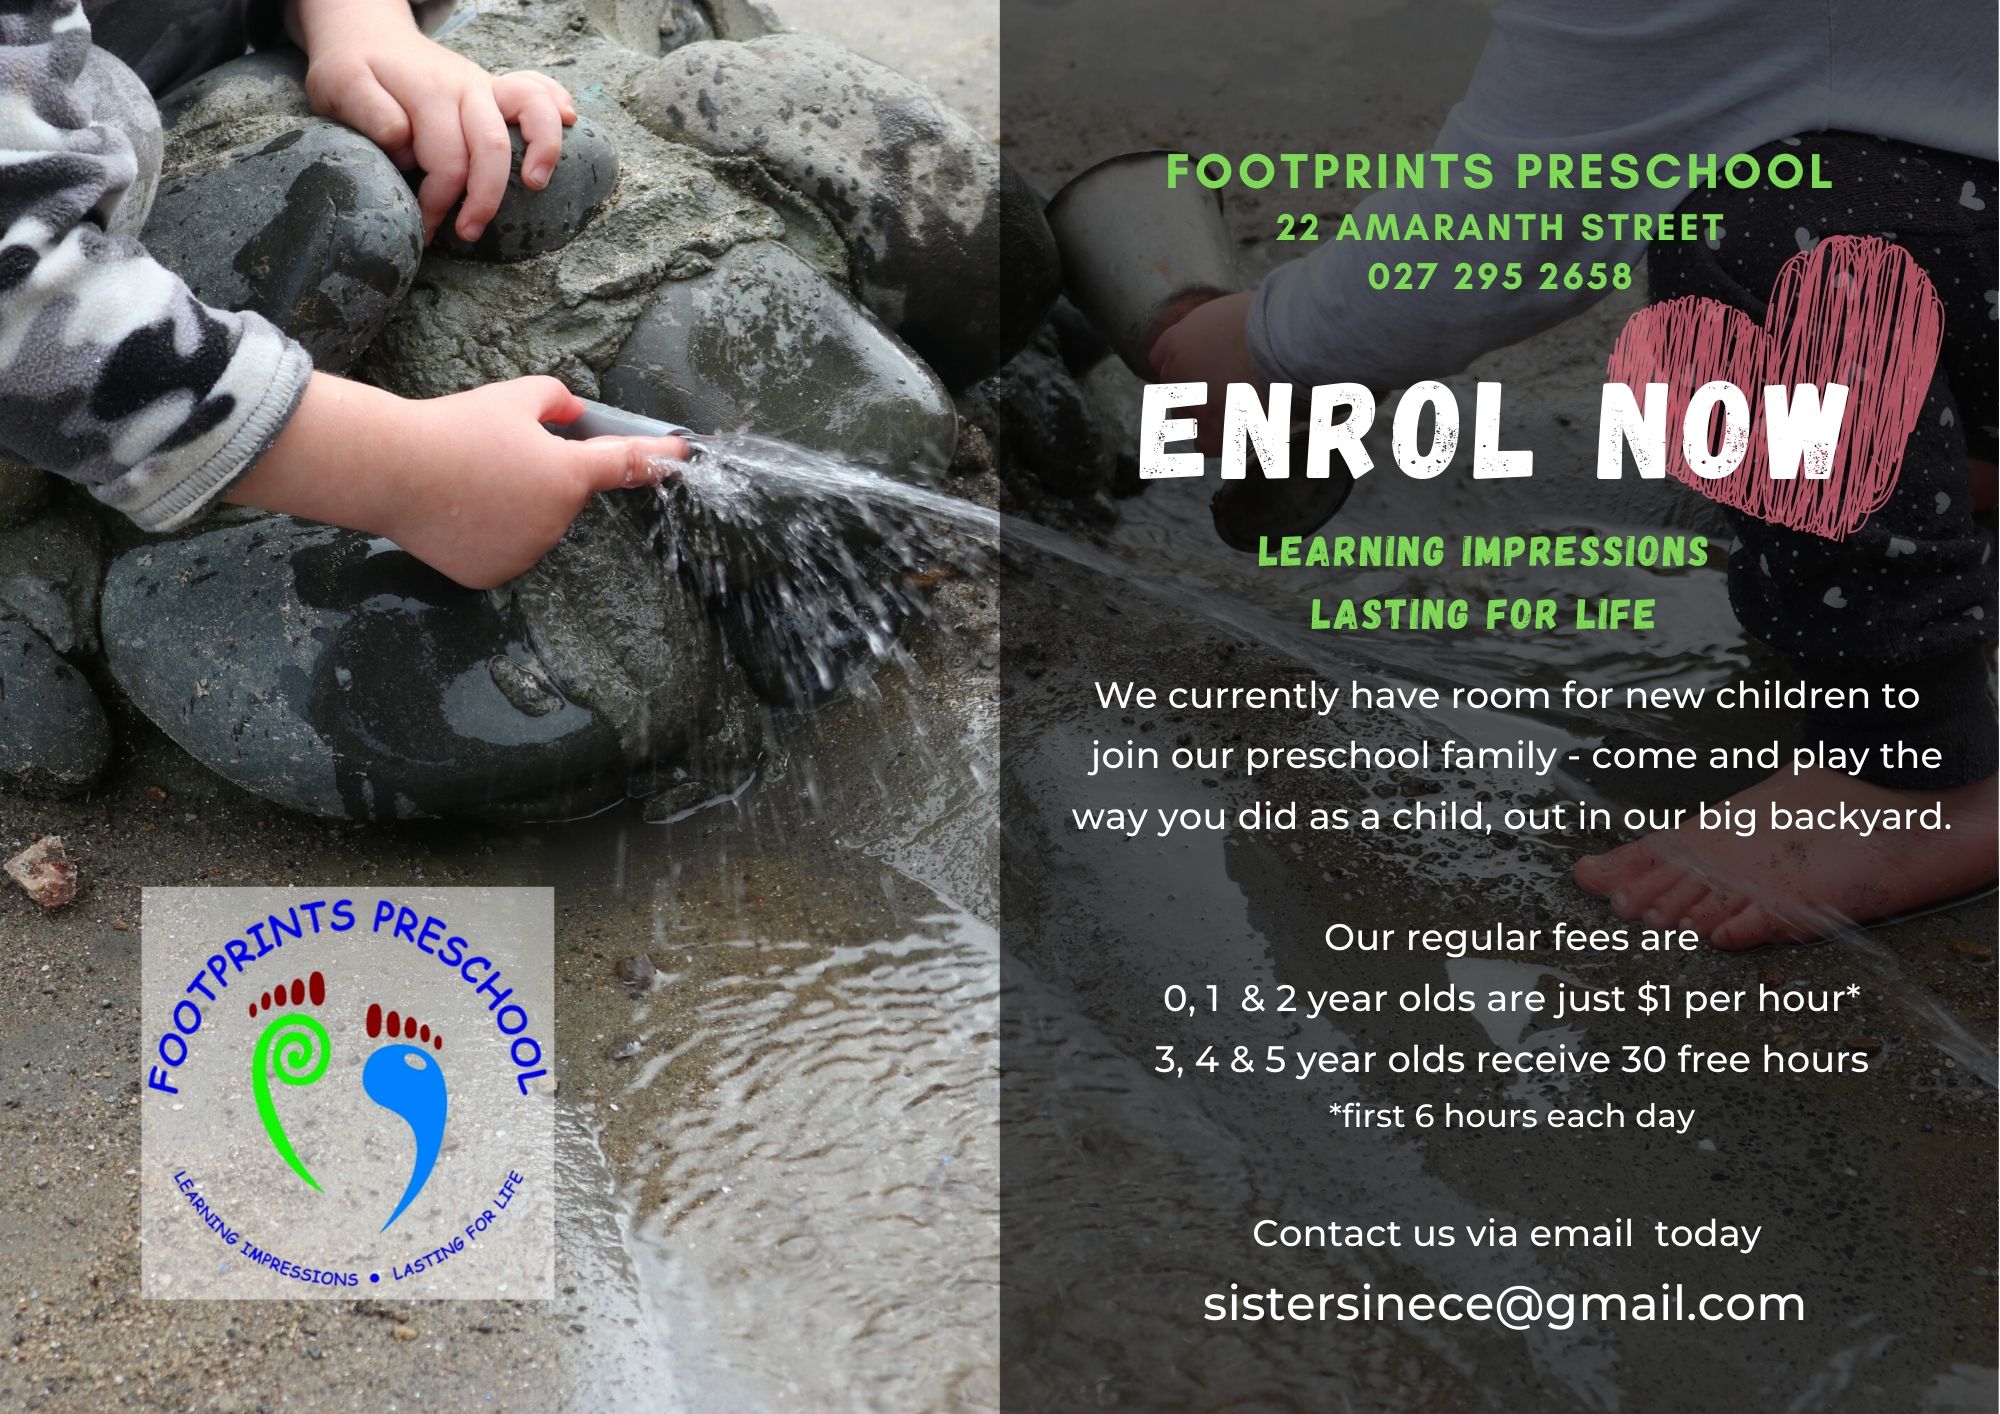 FOOTPRINTS PRESCHOOL
22 AMARANTH STREET
027 295 2658
ENROL NOW
LEARNING IMPRESSIONS
LASTING FOR LIFE
We currently have room for new children to
join our preschool family - come and play the
way you did as a child, out in our big backyard.
Our regular fees are
0, 1 & 2 year olds are just $1 per hour*
3, 4 & 5 year olds receive 30 free hours
*first 6 hours each day
Contact us via email today
sistersinece@gmail.com
FOOTPRINTS PRESCHOOL
LEARNING IMPRESSIONS • LASTING FOR LIFE